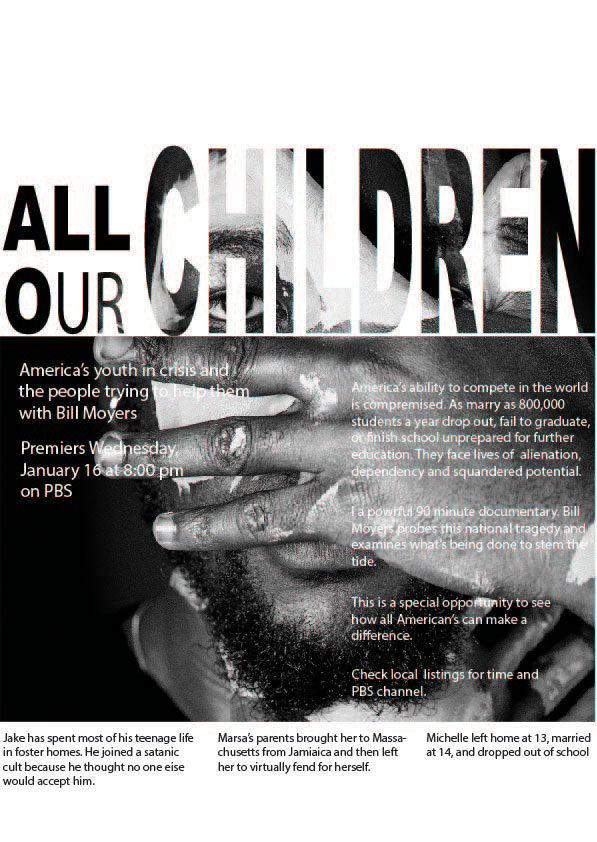 ALL
OUR
CHILDREN
America's youth in crisis and
the people trying to help them
with Bill Moyers
Premiers Wednesday,
January 16 at 8:00 pm
on PBS
America's ability to compete in the world
is compremised. As marry as 800,000
students a year drop out, fail to graduate,
or finish school unprepared for further
education. They face lives of alienation,
dependency and squandered potential.
I a powrful 90 minute documentary. Bill
Moyers probes this national tragedy and
examines what's being done to stem the
tide.
This is a special opportunity to see
how all American's can make a
difference.
Check local listings for time and
PBS channel.
Jake has spent most of his teenage life
in foster homes. He joined a satanic
cult because he thought no one eise
would accept him.
Marsa's parents brought her to Massa-
chusetts from Jamiaica and then left
her to virtually fend for herself.
Michelle left home at 13, married
at 14, and dropped out of school